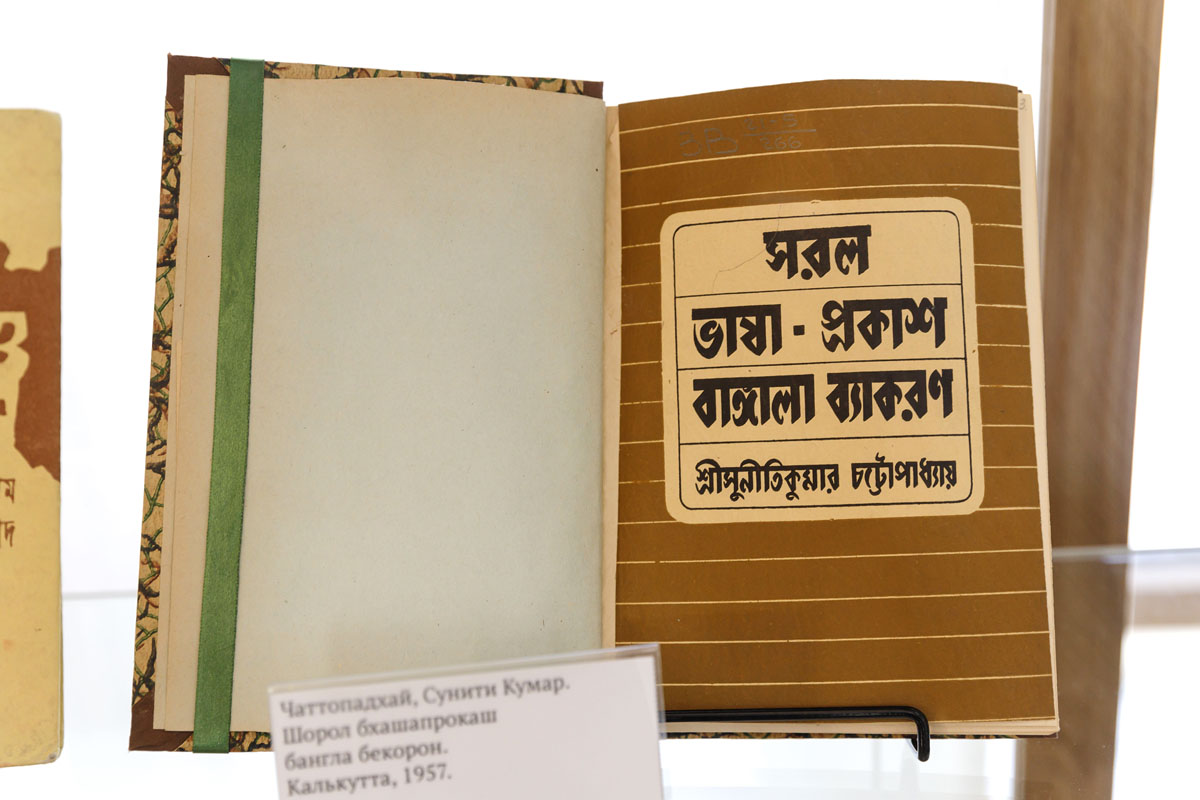 সরল
ভাষা - প্রকাশ
বাঙ্গালা ব্যাকরণ
শ্রীসুনীতিকুমার চট্টোপাধ্যায়
Чаттопадхай, Сунити Кумар.
Шорол бхашапрокаш
бангла бекорон.
Калькутта, 1957.